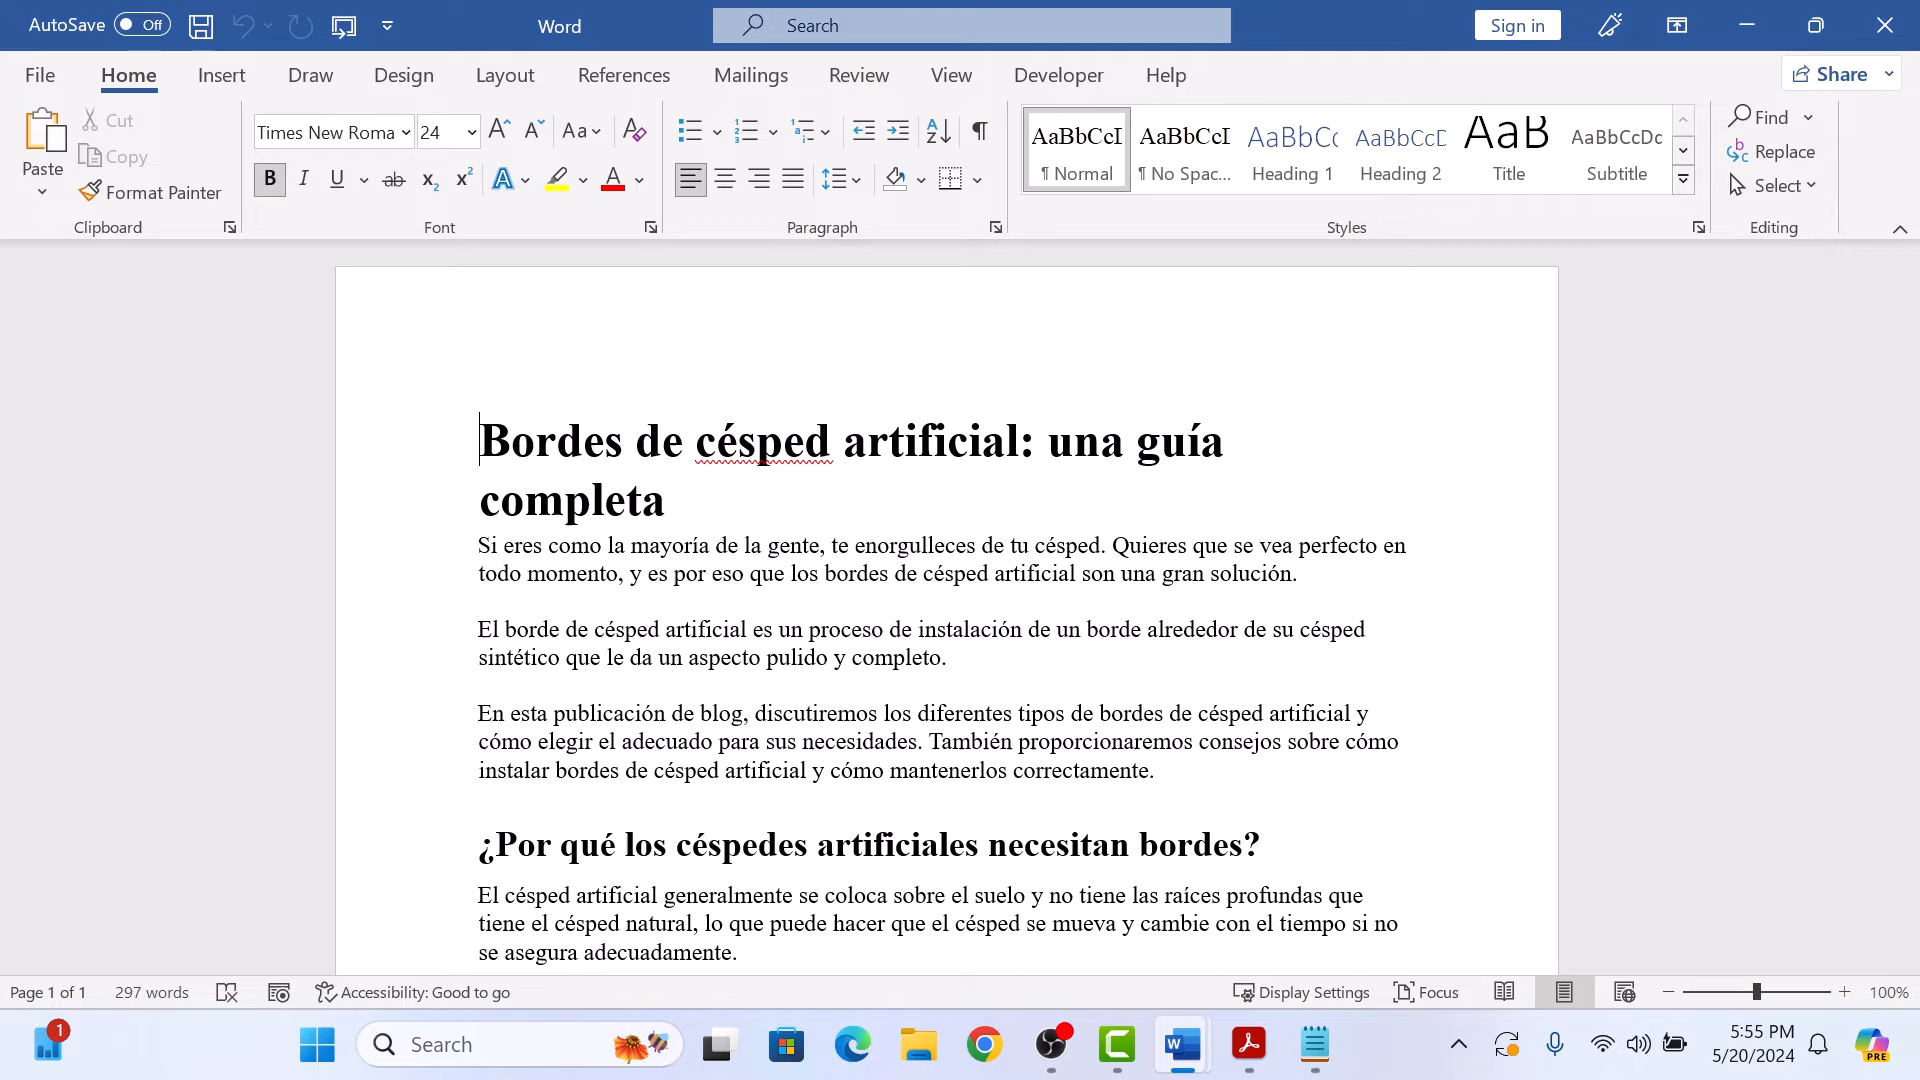 AutoSave Off Word Search Sign in
File Home Insert Draw Design Layout References Mailings Review View Developer Help Share
Paste Cut Copy Format Painter
Clipboard
Times New Roma 24
Font
Paragraph
AaBbCcI AaBbCcI AaBbCc AaBbCcD AaB AaBbCcDc
¶ Normal ¶ No Spac... Heading 1 Heading 2 Title Subtitle
Styles
Find
Replace
Select
Editing
Bordes de césped artificial: una guía
completa
Si eres como la mayoría de la gente, te enorgulleces de tu césped. Quieres que se vea perfecto en
todo momento, y es por eso que los bordes de césped artificial son una gran solución.
El borde de césped artificial es un proceso de instalación de un borde alrededor de su césped
sintético que le da un aspecto pulido y completo.
En esta publicación de blog, discutiremos los diferentes tipos de bordes de césped artificial y
cómo elegir el adecuado para sus necesidades. También proporcionaremos consejos sobre cómo
instalar bordes de césped artificial y cómo mantenerlos correctamente.
¿Por qué los céspedes artificiales necesitan bordes?
El césped artificial generalmente se coloca sobre el suelo y no tiene las raíces profundas que
tiene el césped natural, lo que puede hacer que el césped se mueva y cambie con el tiempo si no
se asegura adecuadamente.
Page 1 of 1 297 words Accessibility: Good to go Display Settings Focus 100%
1 Search 5:55 PM
5/20/2024
PRE